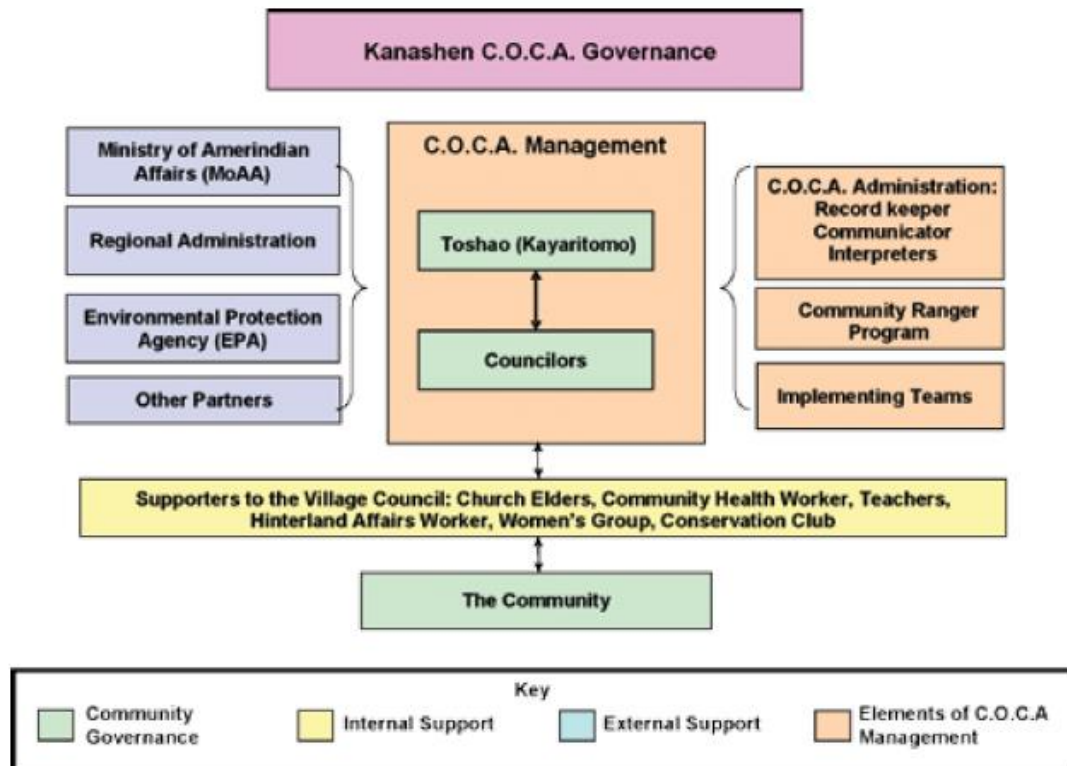 Kanashen C.O.C.A. Governance
Ministry of Amerindian
Affairs (MoAA)
Regional Administration
Environmental Protection
Agency (EPA)
Other Partners
C.O.C.A. Management
Toshao (Kayaritomo)
Councilors
C.O.C.A. Administration:
Record keeper
Communicator
Interpreters
Community Ranger
Program
Implementing Teams
Supporters to the Village Council: Church Elders, Community Health Worker, Teachers,
Hinterland Affairs Worker, Women's Group, Conservation Club
The Community
Key
Community
Governance
Internal Support
External Support
Elements of C.O.C.A
Management